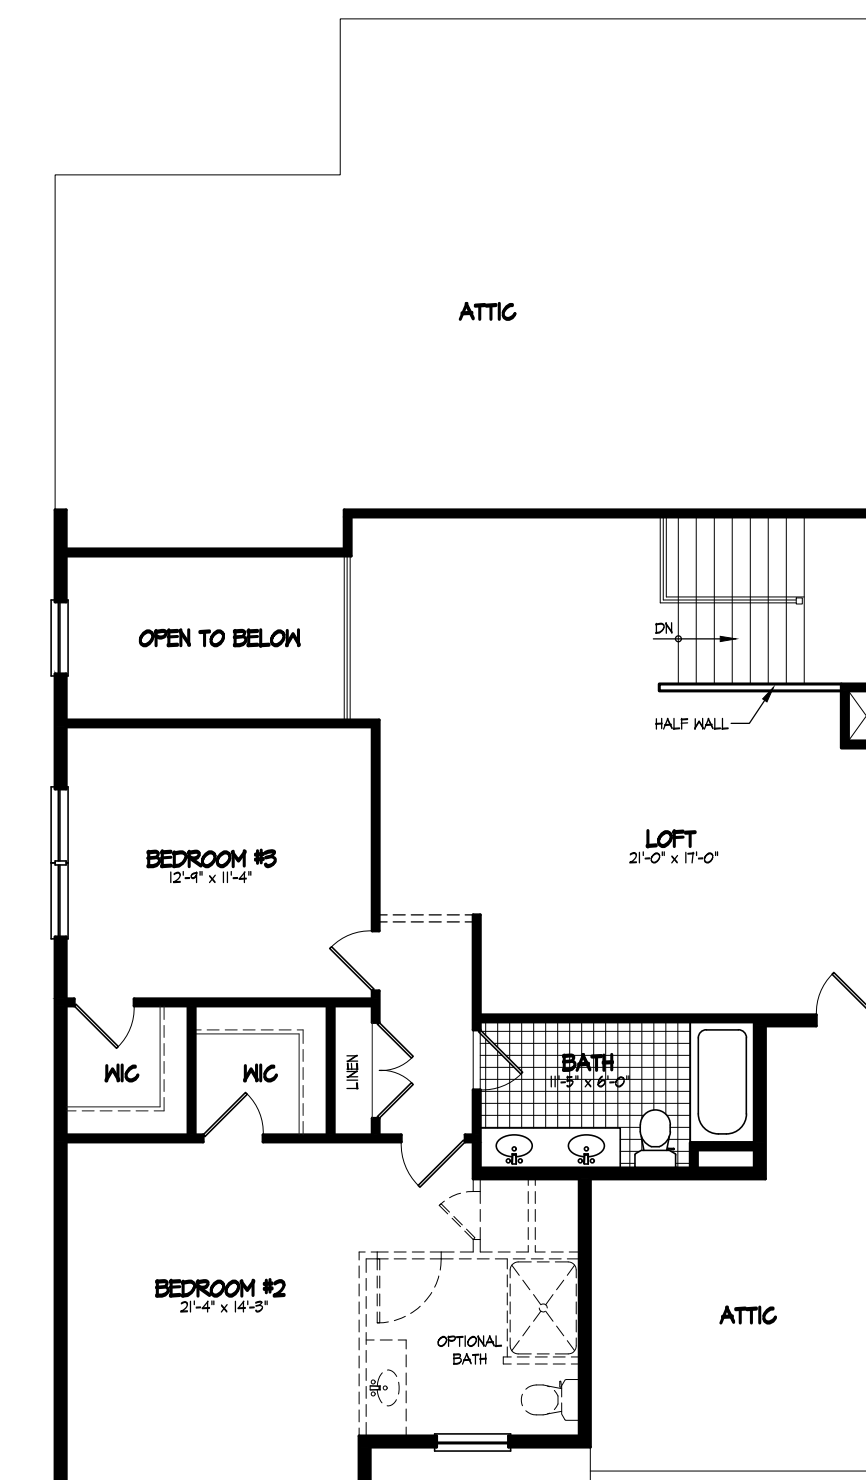 ATTIC
OPEN TO BELOW
DN
HALF WALL
LOFT
21'-0" x 17'-0"
BEDROOM #3
12'-9" x 11'-4"
WIC
WIC
LINEN
BATH
11'-5" x 6'-0"
BEDROOM #2
21'-4" x 14'-3"
ATTIC
OPTIONAL
BATH